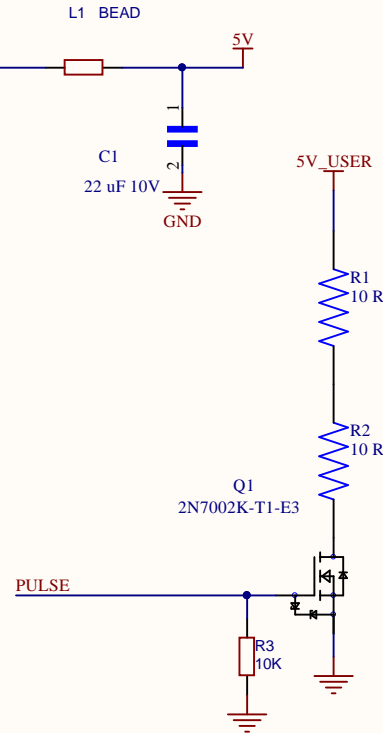 L1 BEAD
5V
1
C1
2
22 uF 10V
GND
5V_USER
R1
10 R
R2
10 R
Q1
2N7002K-T1-E3
PULSE
R3
10K